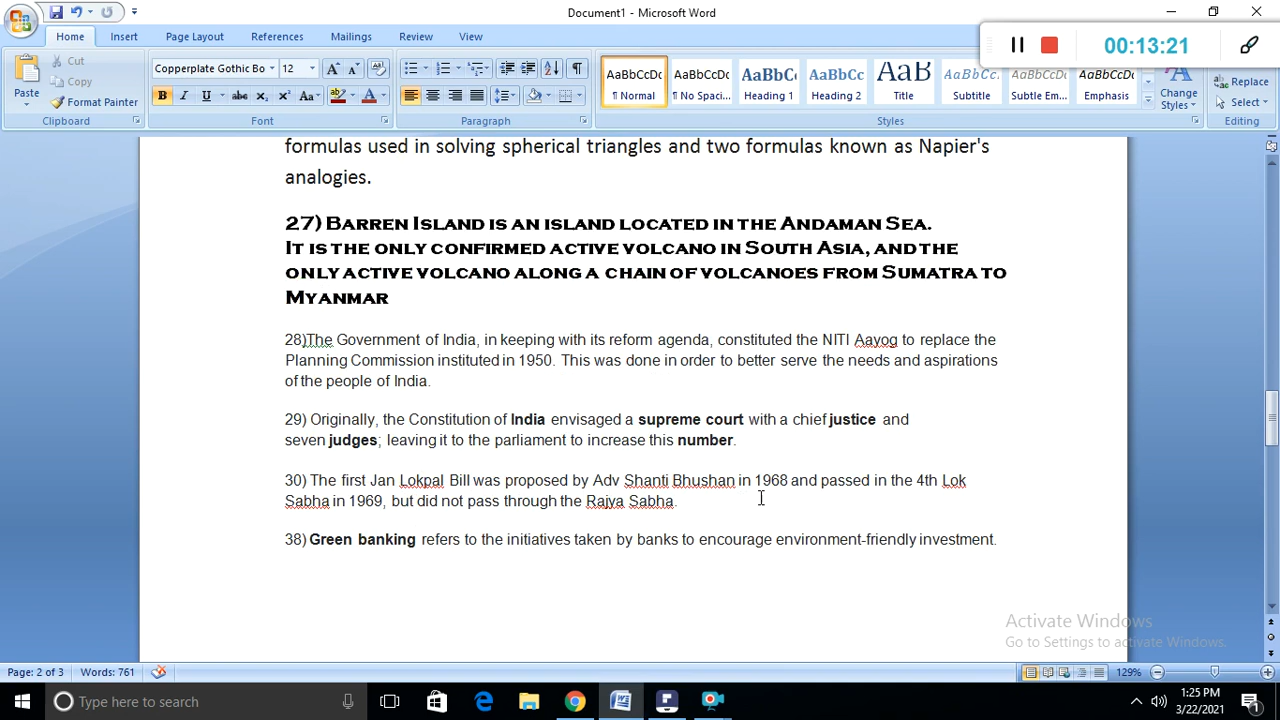 Document1 - Microsoft Word
Home Insert Page Layout References Mailings Review View
00:13:21
Paste
Cut
Copy
Format Painter
Clipboard
Copperplate Gothic Bo 12
Font
Paragraph
AaBbCcDc AaBbCcDc AaBbCc AaBbCc AaB AaBbCcL AaBbCcDc AaBbCcDc
¶ Normal ¶ No Spaci... Heading 1 Heading 2 Title Subtitle Subtle Em... Emphasis
Change
Styles
Styles
Replace
Select
Editing
formulas used in solving spherical triangles and two formulas known as Napier's
analogies.
27) Barren Island is an island located in the Andaman Sea.
It is the only confirmed active volcano in South Asia, and the
only active volcano along a chain of volcanoes from Sumatra to
Myanmar
28)The Government of India, in keeping with its reform agenda, constituted the NITI Aayog to replace the
Planning Commission instituted in 1950. This was done in order to better serve the needs and aspirations
of the people of India.
29) Originally, the Constitution of India envisaged a supreme court with a chief justice and
seven judges; leaving it to the parliament to increase this number.
30) The first Jan Lokpal Bill was proposed by Adv Shanti Bhushan in 1968 and passed in the 4th Lok
Sabha in 1969, but did not pass through the Rajya Sabha.
38) Green banking refers to the initiatives taken by banks to encourage environment-friendly investment.
Activate Windows
Go to Settings to activate Windows.
Page: 2 of 3 Words: 761
129%
Type here to search
1:25 PM
3/22/2021